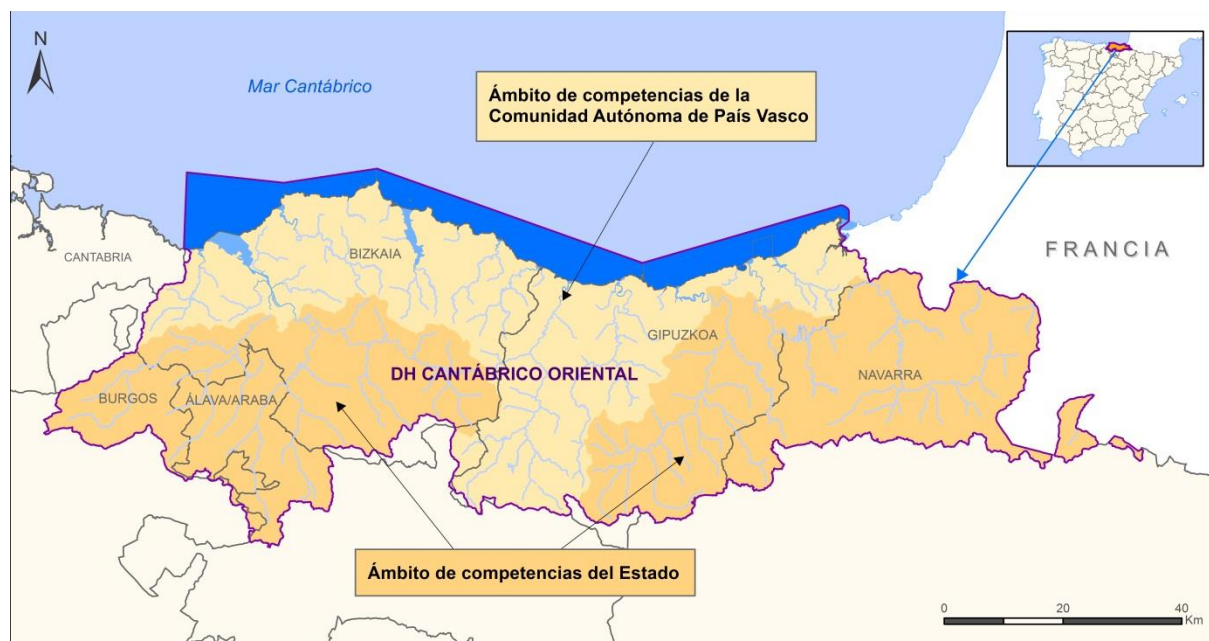 N
Mar Cantábrico
Ámbito de competencias de la
Comunidad Autónoma de País Vasco
FRANCIA
CANTABRIA
BIZKAIA
GIPUZKOA
DH CANTÁBRICO ORIENTAL
NAVARRA
BURGOS
ÁLAVA/ARABA
Ámbito de competencias del Estado
0 20 40
Km